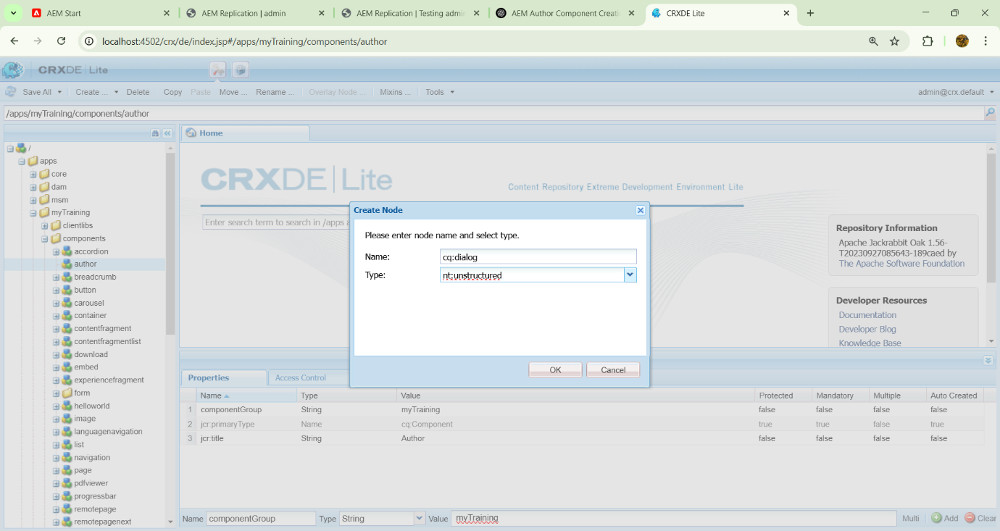 AEM Start
AEM Replication | admin
AEM Replication | Testing admin
AEM Author Component Creati
CRXDE Lite
localhost:4502/crx/de/index.jsp#/apps/myTraining/components/author
CRXDE | Lite
Save All
Create ...
Delete
Copy
Paste
Move ...
Rename ...
Overlay Node ...
Mixins ...
Tools
admin@crx.default
/apps/myTraining/components/author
/
apps
core
dam
msm
myTraining
clientlibs
components
accordion
author
breadcrumb
button
carousel
container
contentfragment
contentfragmentlist
download
embed
experiencefragment
form
helloworld
image
languagenavigation
list
navigation
page
pdfviewer
progressbar
remotepage
remotepagenext
Home
CRXDE | Lite
Content Repository Extreme Development Environment Lite
Enter search term to search in /apps a
Repository Information
Apache Jackrabbit Oak 1.56-
T20230927085643-189caed by
The Apache Software Foundation
Developer Resources
Documentation
Developer Blog
Knowledge Base
Create Node
Please enter node name and select type.
Name: cq:dialog
Type: nt:unstructured
OK
Cancel
Properties
Access Control
Name Type Value Protected Mandatory Multiple Auto Created
1 componentGroup String myTraining false false false false
2 jcr:primaryType Name cq:Component true true false true
3 jcr:title String Author false false false false
Name componentGroup Type String Value myTraining Multi Add Clear